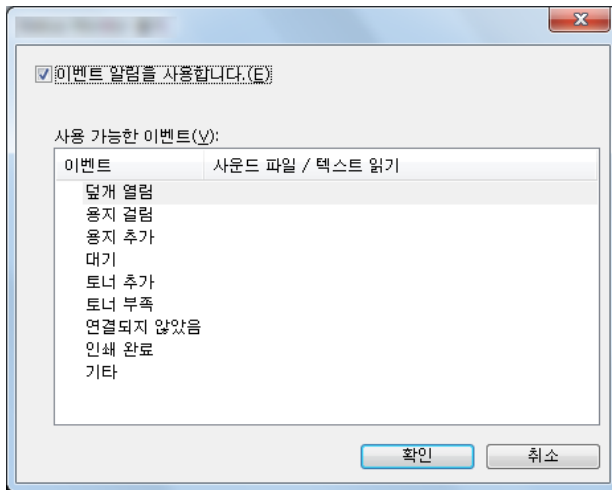 이벤트 알림을 사용합니다.(E)
사용 가능한 이벤트(V):
이벤트 사운드 파일 / 텍스트 읽기
덮개 열림
용지 걸림
용지 추가
대기
토너 추가
토너 부족
연결되지 않았음
인쇄 완료
기타
확인 취소